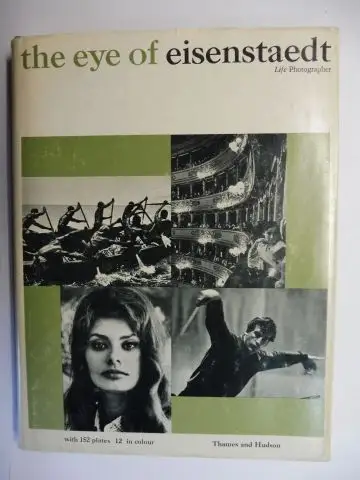 the eye of eisenstaedt
Life Photographer
with 152 plates 12 in colour
Thames and Hudson